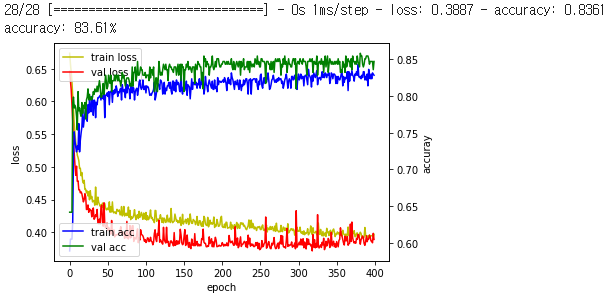 28/28 [==============================] - 0s 1ms/step - loss: 0.3887 - accuracy: 0.8361
accuracy: 83.61%
train loss
val loss
train acc
val acc
0.65
0.60
0.55
0.50
0.45
0.40
loss
0.85
0.80
0.75
0.70
0.65
0.60
accuray
0 50 100 150 200 250 300 350 400
epoch